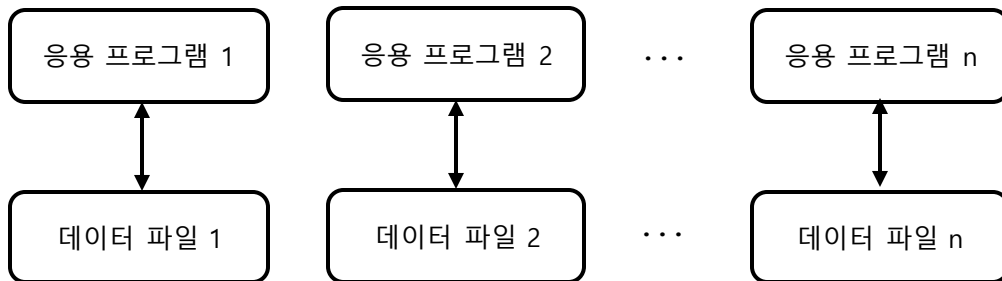 응용 프로그램 1 응용 프로그램 2 ... 응용 프로그램 n
데이터 파일 1 데이터 파일 2 ... 데이터 파일 n